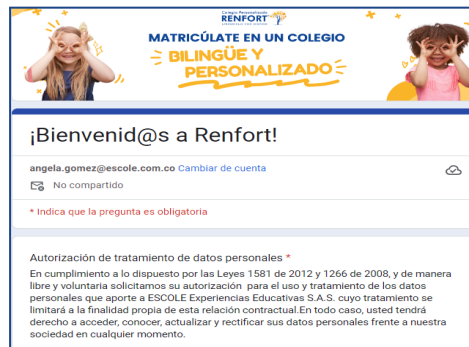 Colegio Personalizado
RENFORT
MATRICÚLATE EN UN COLEGIO
BILINGÜE Y
PERSONALIZADO
¡Bienvenid@s a Renfort!
angela.gomez@escole.com.co Cambiar de cuenta
No compartido
* Indica que la pregunta es obligatoria
Autorización de tratamiento de datos personales *
En cumplimiento a lo dispuesto por las Leyes 1581 de 2012 y 1266 de 2008, y de manera
libre y voluntaria solicitamos su autorización para el uso y tratamiento de los datos
personales que aporte a ESCOLE Experiencias Educativas S.A.S. cuyo tratamiento se
limitará a la finalidad propia de esta relación contractual.En todo caso, usted tendrá
derecho a acceder, conocer, actualizar y rectificar sus datos personales frente a nuestra
sociedad en cualquier momento.